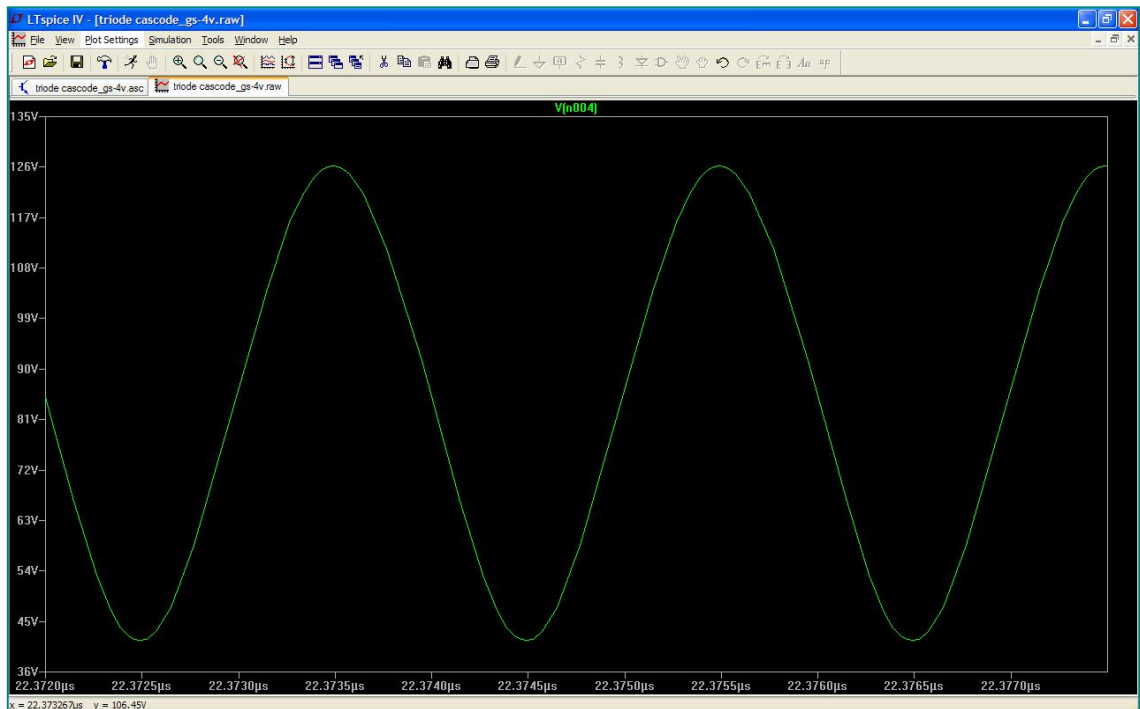 LTspice IV - [triode cascode_gs-4v.raw]
File View Plot Settings Simulation Tools Window Help
triode cascode_gs-4v.asc triode cascode_gs-4v.raw
V(n004)
135V
126V
117V
108V
99V
90V
81V
72V
63V
54V
45V
36V
22.3720µs 22.3725µs 22.3730µs 22.3735µs 22.3740µs 22.3745µs 22.3750µs 22.3755µs 22.3760µs 22.3765µs 22.3770µs
x = 22.373267µs y = 106.45V